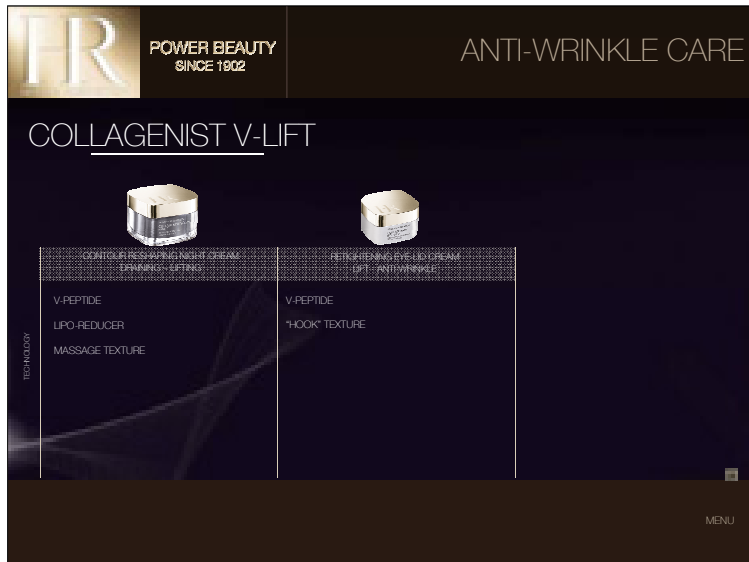 HR
POWER BEAUTY
SINCE 1902
ANTI-WRINKLE CARE
COLLAGENIST V-LIFT
CONTOUR RESHAPING NIGHT CREAM
DRAINING - LIFTING
RETIGHTENING EYE-LID CREAM
LIFT - ANTI-WRINKLE
TECHNOLOGY
V-PEPTIDE
LIPO-REDUCER
MASSAGE TEXTURE
V-PEPTIDE
"HOOK" TEXTURE
MENU